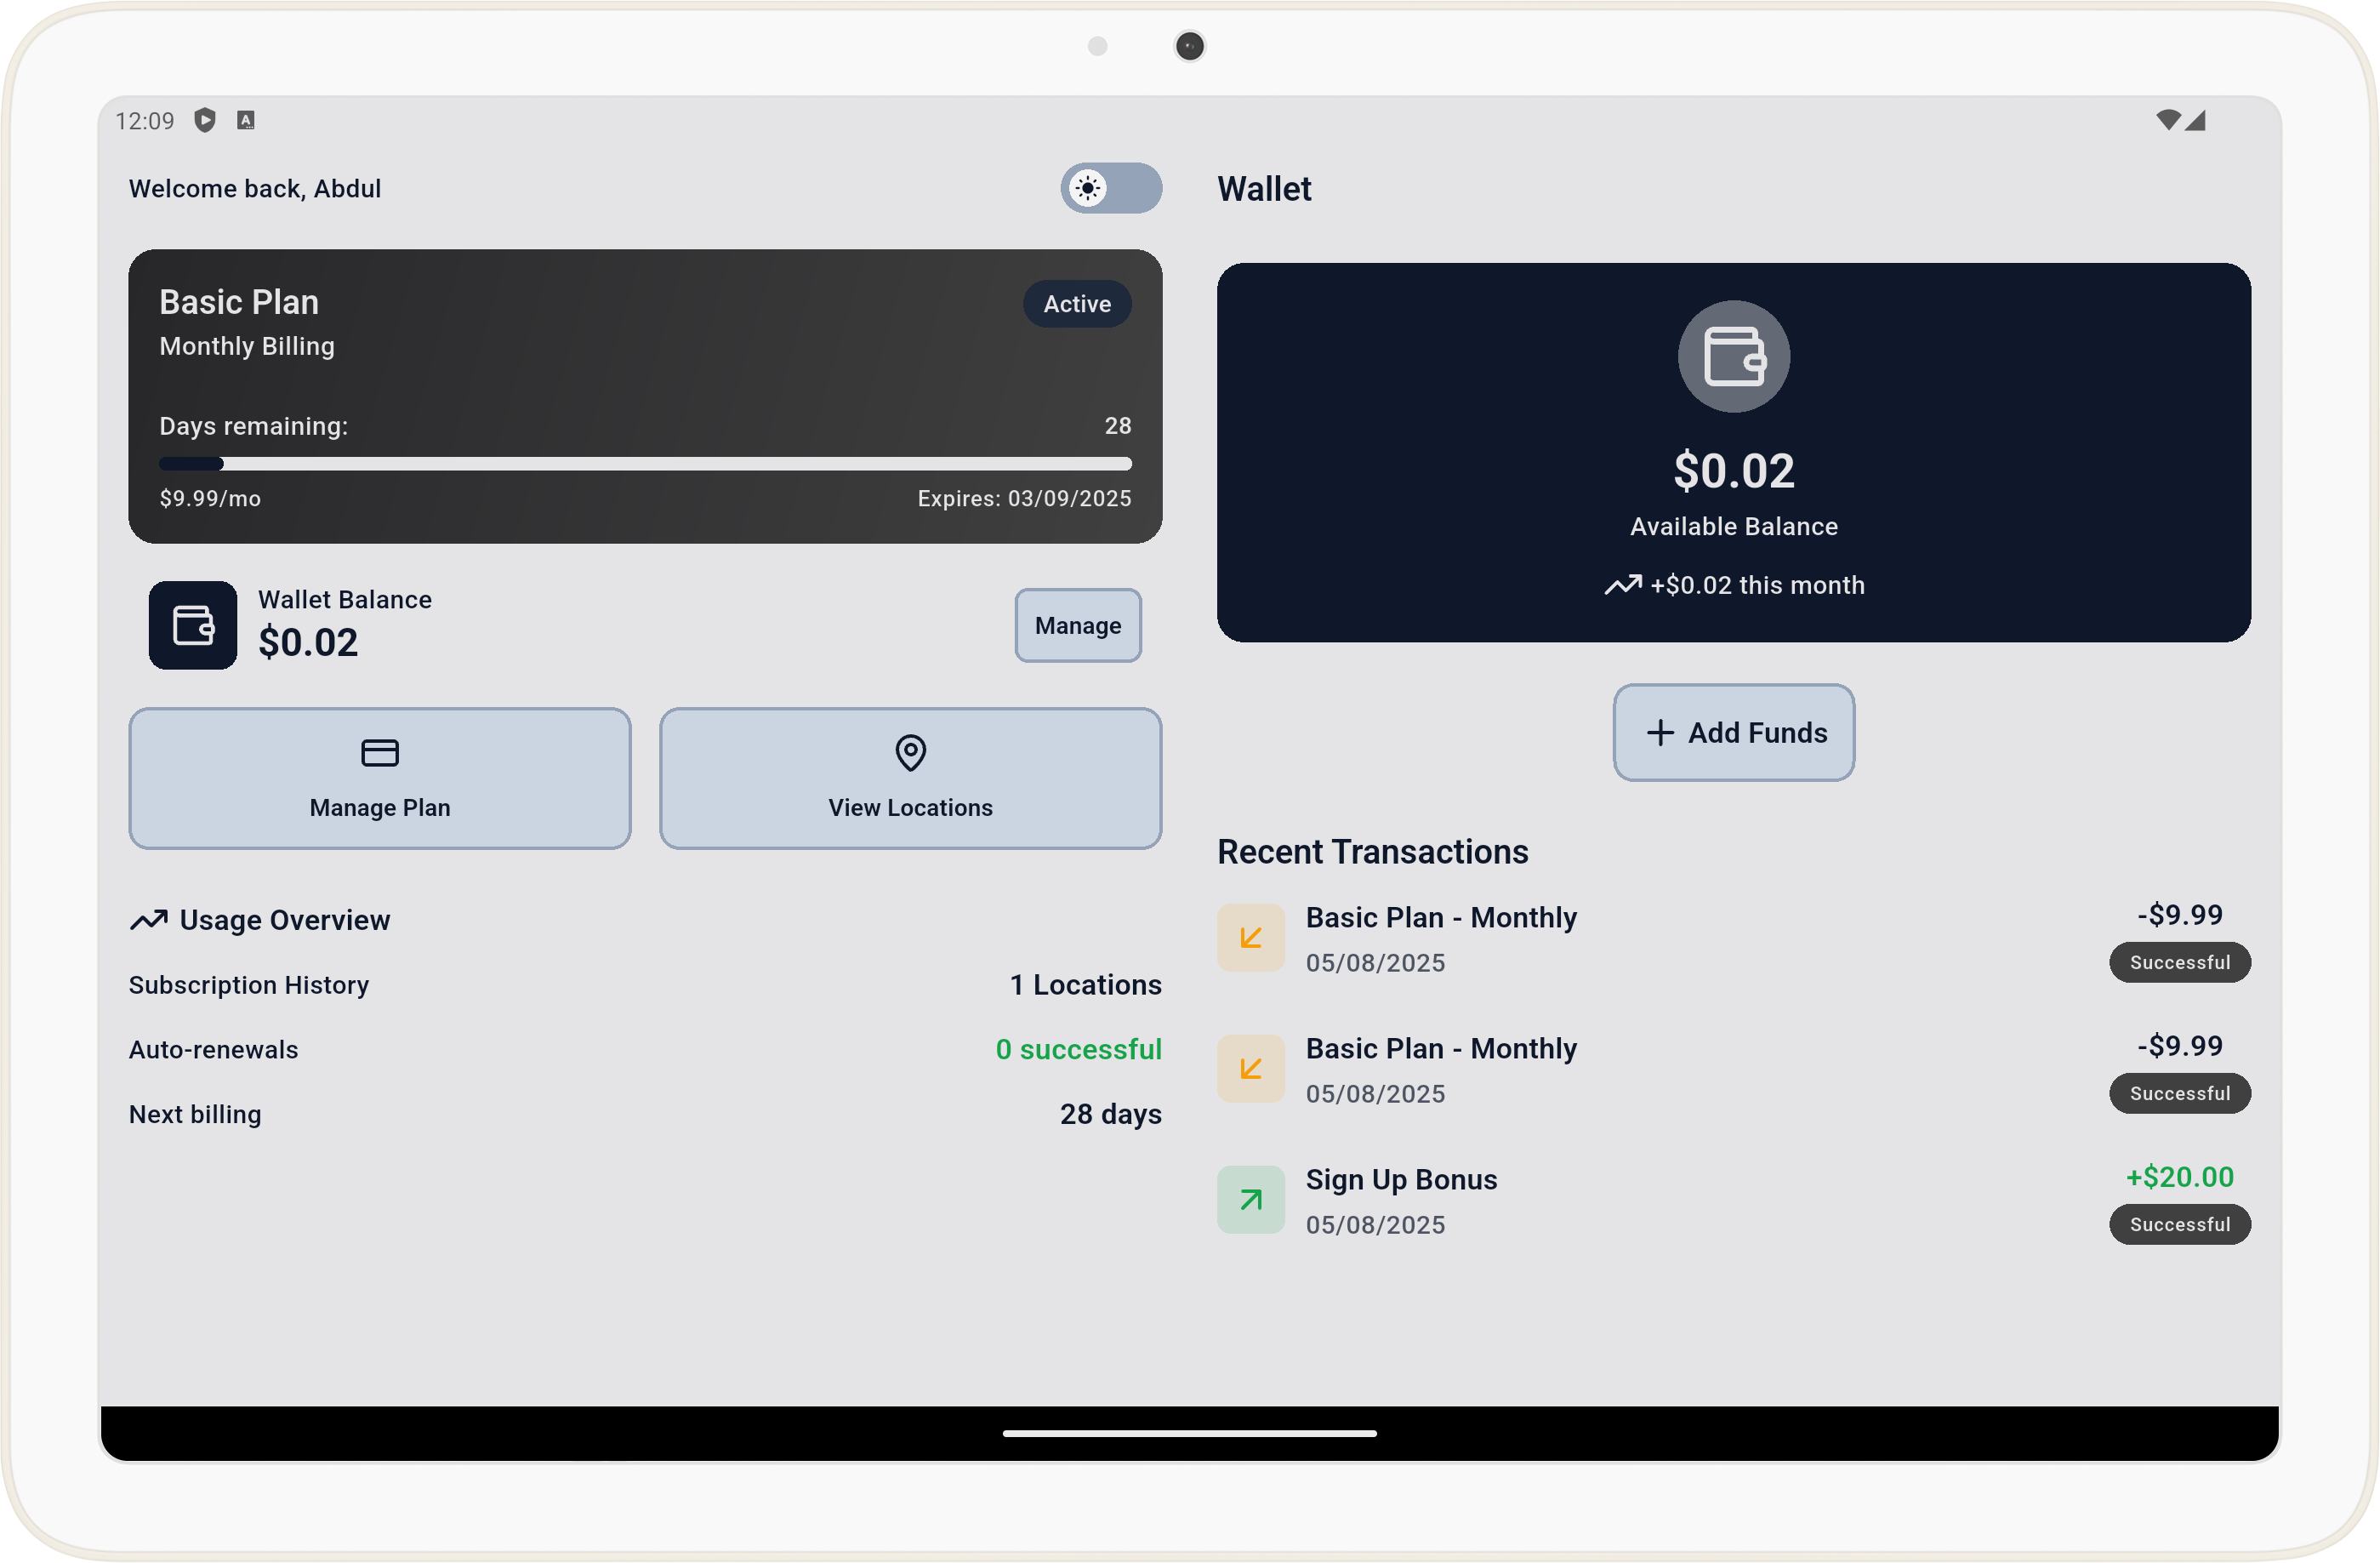 12:09
Welcome back, Abdul
Basic Plan
Active
Monthly Billing
Days remaining:
28
$9.99/mo
Expires: 03/09/2025
Wallet Balance
$0.02
Manage
Manage Plan
View Locations
Usage Overview
Subscription History
1 Locations
Auto-renewals
0 successful
Next billing
28 days
Wallet
$0.02
Available Balance
+$0.02 this month
Add Funds
Recent Transactions
Basic Plan - Monthly
-$9.99
05/08/2025
Successful
Basic Plan - Monthly
-$9.99
05/08/2025
Successful
Sign Up Bonus
+$20.00
05/08/2025
Successful